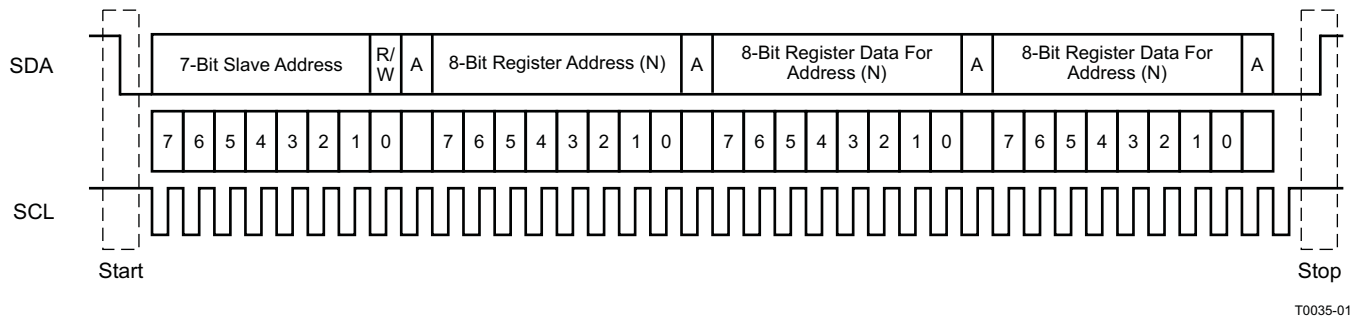 SDA
7-Bit Slave Address
R/
W
A
8-Bit Register Address (N)
A
8-Bit Register Data For
Address (N)
A
8-Bit Register Data For
Address (N)
A
7 6 5 4 3 2 1 0 7 6 5 4 3 2 1 0 7 6 5 4 3 2 1 0 7 6 5 4 3 2 1 0
SCL
Start
Stop
T0035-01